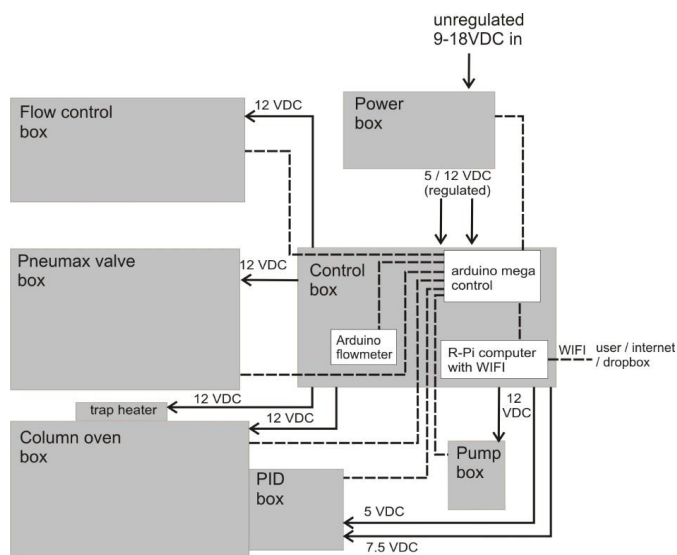 unregulated
9-18VDC in
Flow control
box
12 VDC
Power
box
5 / 12 VDC
(regulated)
Pneumax valve
box
12 VDC
Control
box
arduino mega
control
Arduino
flowmeter
R-Pi computer
with WIFI
WIFI
user / internet
/ dropbox
trap heater
12 VDC
12 VDC
12
VDC
Column oven
box
PID
box
Pump
box
5 VDC
7.5 VDC